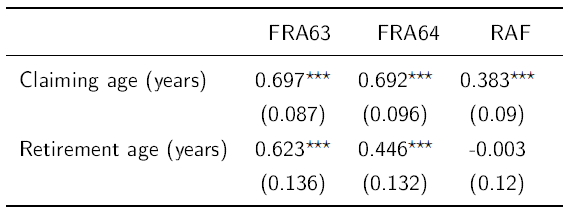 FRA63 FRA64 RAF
Claiming age (years) 0.697*** 0.692*** 0.383***
(0.087) (0.096) (0.09)
Retirement age (years) 0.623*** 0.446*** -0.003
(0.136) (0.132) (0.12)